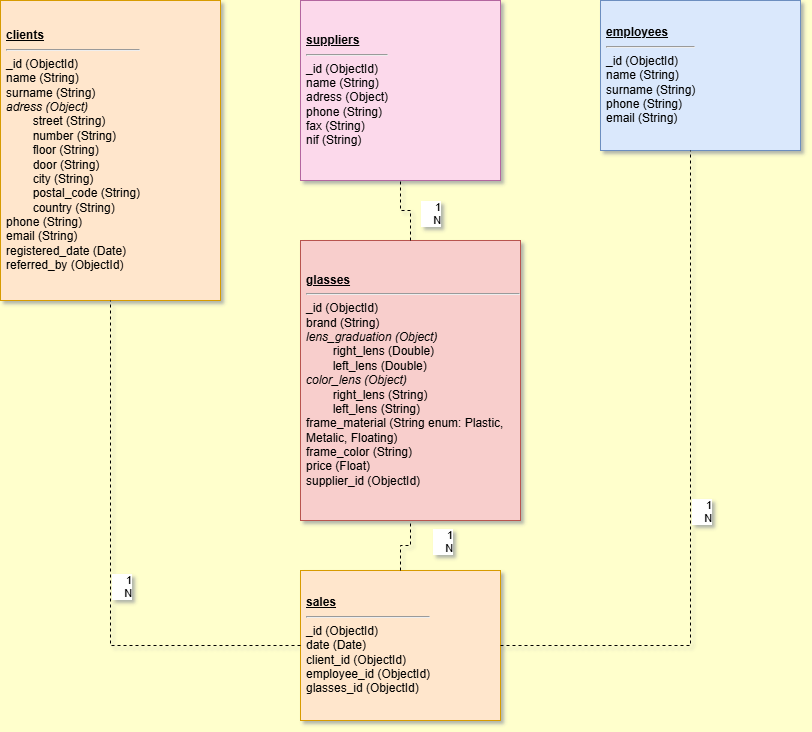 clients
_id (ObjectId)
name (String)
surname (String)
adress (Object)
street (String)
number (String)
floor (String)
door (String)
city (String)
postal_code (String)
country (String)
phone (String)
email (String)
registered_date (Date)
referred_by (ObjectId)
suppliers
_id (ObjectId)
name (String)
adress (Object)
phone (String)
fax (String)
nif (String)
employees
_id (ObjectId)
name (String)
surname (String)
phone (String)
email (String)
1
N
glasses
_id (ObjectId)
brand (String)
lens_graduation (Object)
right_lens (Double)
left_lens (Double)
color_lens (Object)
right_lens (String)
left_lens (String)
frame_material (String enum: Plastic,
Metalic, Floating)
frame_color (String)
price (Float)
supplier_id (ObjectId)
1
N
1
N
1
N
sales
_id (ObjectId)
date (Date)
client_id (ObjectId)
employee_id (ObjectId)
glasses_id (ObjectId)